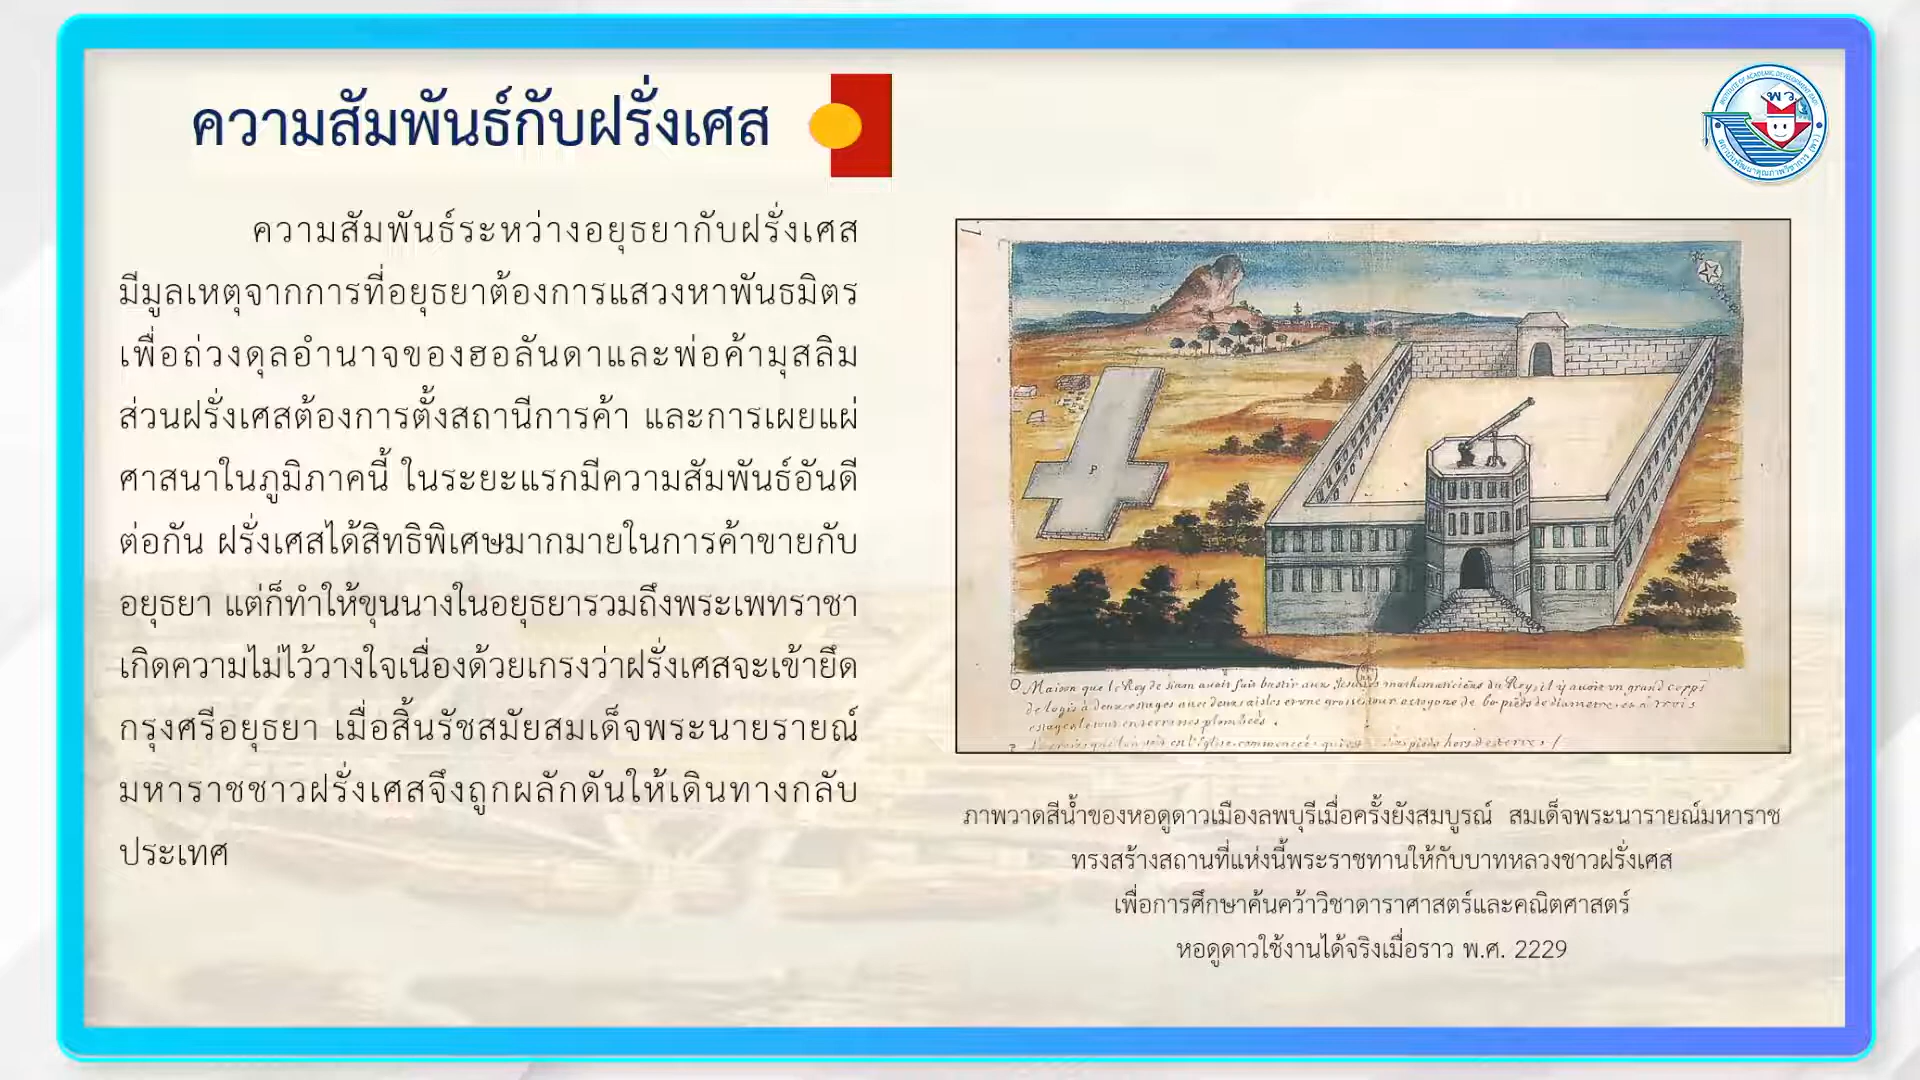 ความสัมพันธ์กับฝรั่งเศส
ความสัมพันธ์ระหว่างอยุธยากับฝรั่งเศส
มีมูลเหตุจากการที่อยุธยาต้องการแสวงหาพันธมิตร
เพื่อถ่วงดุลอำนาจของฮอลันดาและพ่อค้ามุสลิม
ส่วนฝรั่งเศสต้องการตั้งสถานีการค้า และการเผยแผ่
ศาสนาในภูมิภาคนี้ ในระยะแรกมีความสัมพันธ์อันดี
ต่อกัน ฝรั่งเศสได้สิทธิพิเศษมากมายในการค้าขายกับ
อยุธยา แต่ก็ทำให้ขุนนางในอยุธยารวมถึงพระเพทราชา
เกิดความไม่ไว้วางใจเนื่องด้วยเกรงว่าฝรั่งเศสจะเข้ายึด
กรุงศรีอยุธยา เมื่อสิ้นรัชสมัยสมเด็จพระนายรายณ์
มหาราชชาวฝรั่งเศสจึงถูกผลักดันให้เดินทางกลับ
ประเทศ
พว
P
Maison que le Roy de siam avoit fait bastir aux Jesuites mathematiciens du Roy, il y avoit un grand corps
de logis à deux estages avec deux aisles et une grosse tour octogone de 60 pieds de diametre et à trois
ภาพวาดสีน้ำของหอดูดาวเมืองลพบุรีเมื่อครั้งยังสมบูรณ์ สมเด็จพระนารายณ์มหาราช
ทรงสร้างสถานที่แห่งนี้พระราชทานให้กับบาทหลวงชาวฝรั่งเศส
เพื่อการศึกษาค้นคว้าวิชาดาราศาสตร์และคณิตศาสตร์
หอดูดาวใช้งานได้จริงเมื่อราว พ.ศ. 2229